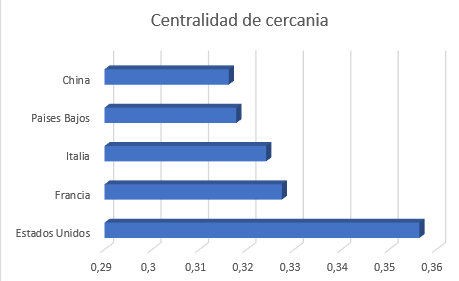 Centralidad de cercania
China
Paises Bajos
Italia
Francia
Estados Unidos
0,29 0,3 0,31 0,32 0,33 0,34 0,35 0,36